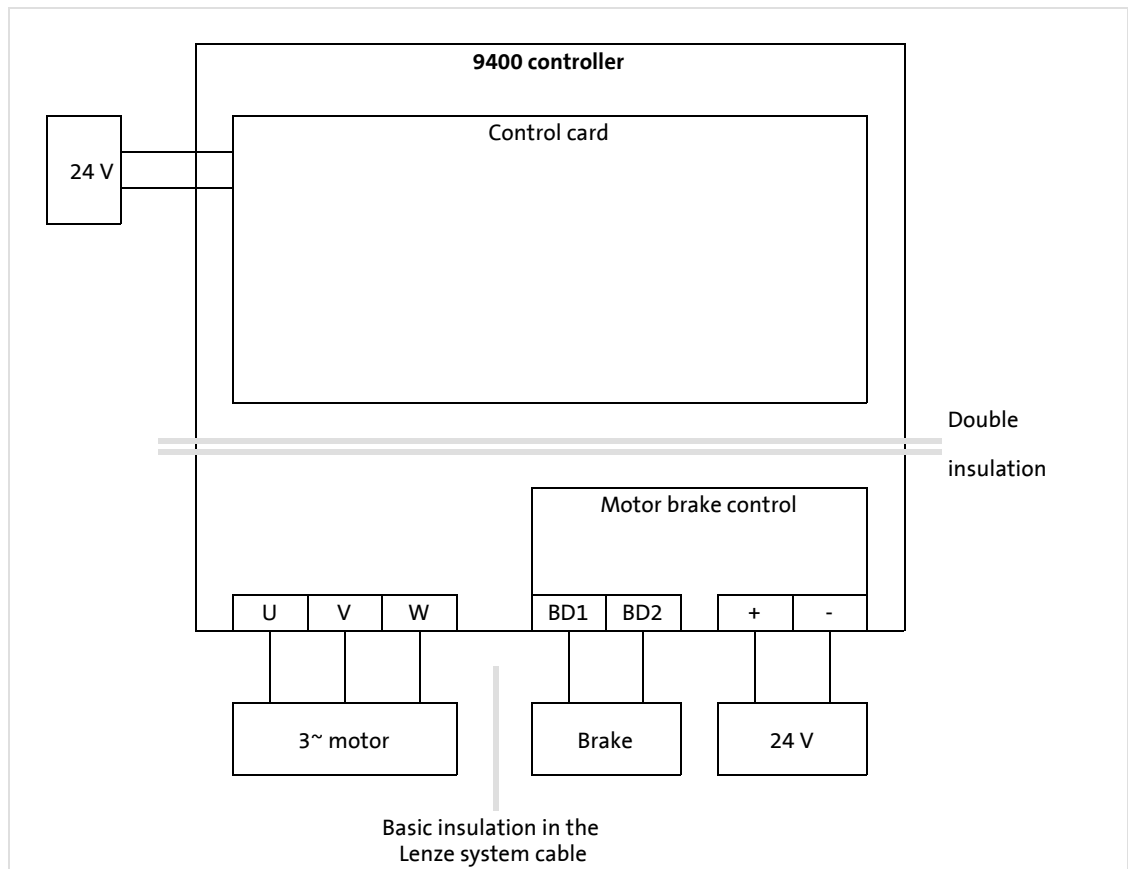 9400 controller
Control card
24 V
Double
insulation
Motor brake control
U V W BD1 BD2 + -
3~ motor Brake 24 V
Basic insulation in the
Lenze system cable